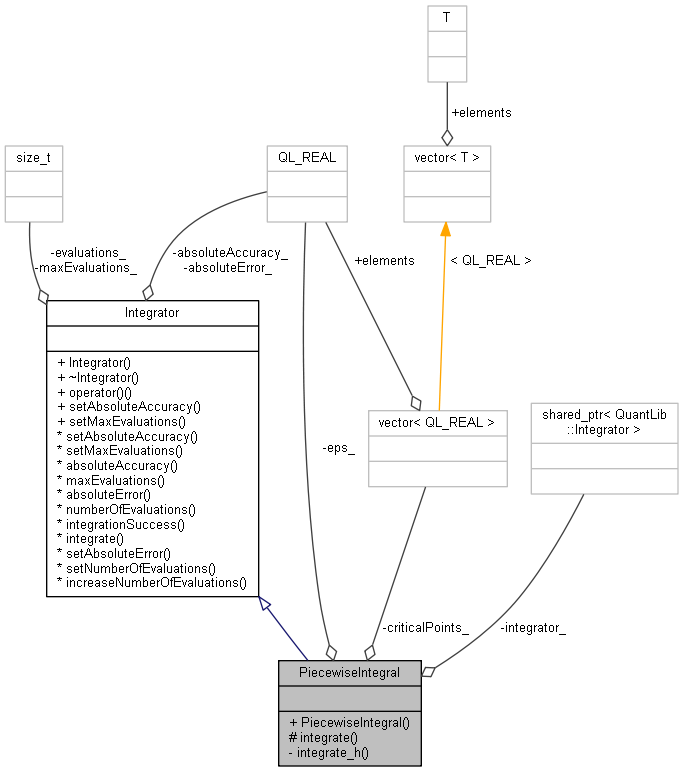 T
+elements
size_t
QL_REAL
vector< T >
-evaluations_
-maxEvaluations_
-absoluteAccuracy_
-absoluteError_
+elements
< QL_REAL >
Integrator
+ Integrator()
+ ~Integrator()
+ operator()()
+ setAbsoluteAccuracy()
+ setMaxEvaluations()
* setAbsoluteAccuracy()
* setMaxEvaluations()
* absoluteAccuracy()
* maxEvaluations()
* absoluteError()
* numberOfEvaluations()
* integrationSuccess()
* integrate()
* setAbsoluteError()
* setNumberOfEvaluations()
* increaseNumberOfEvaluations()
-eps_
vector< QL_REAL >
shared_ptr< QuantLib
::Integrator >
-criticalPoints_
-integrator_
PiecewiseIntegral
+ PiecewiseIntegral()
# integrate()
- integrate_h()